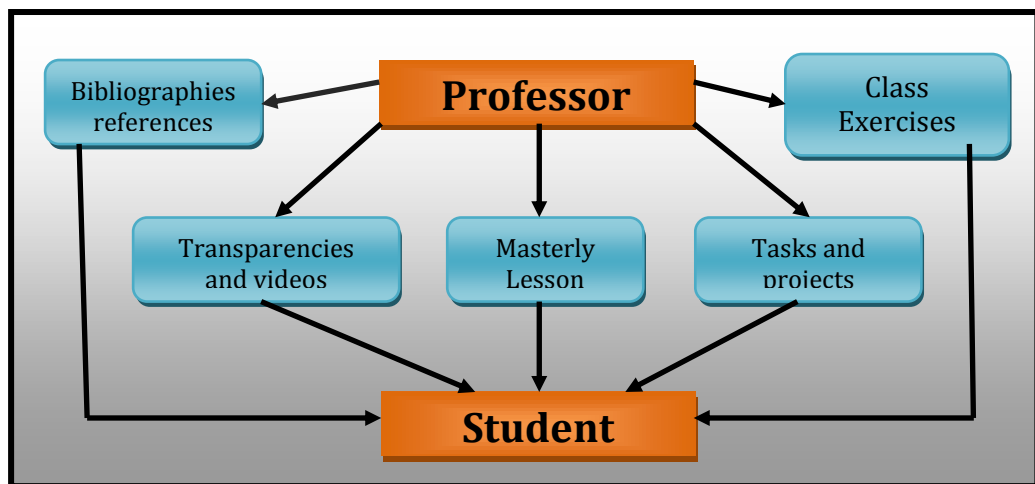 Bibliographies
references
Professor
Class
Exercises
Transparencies
and videos
Masterly
Lesson
Tasks and
projects
Student